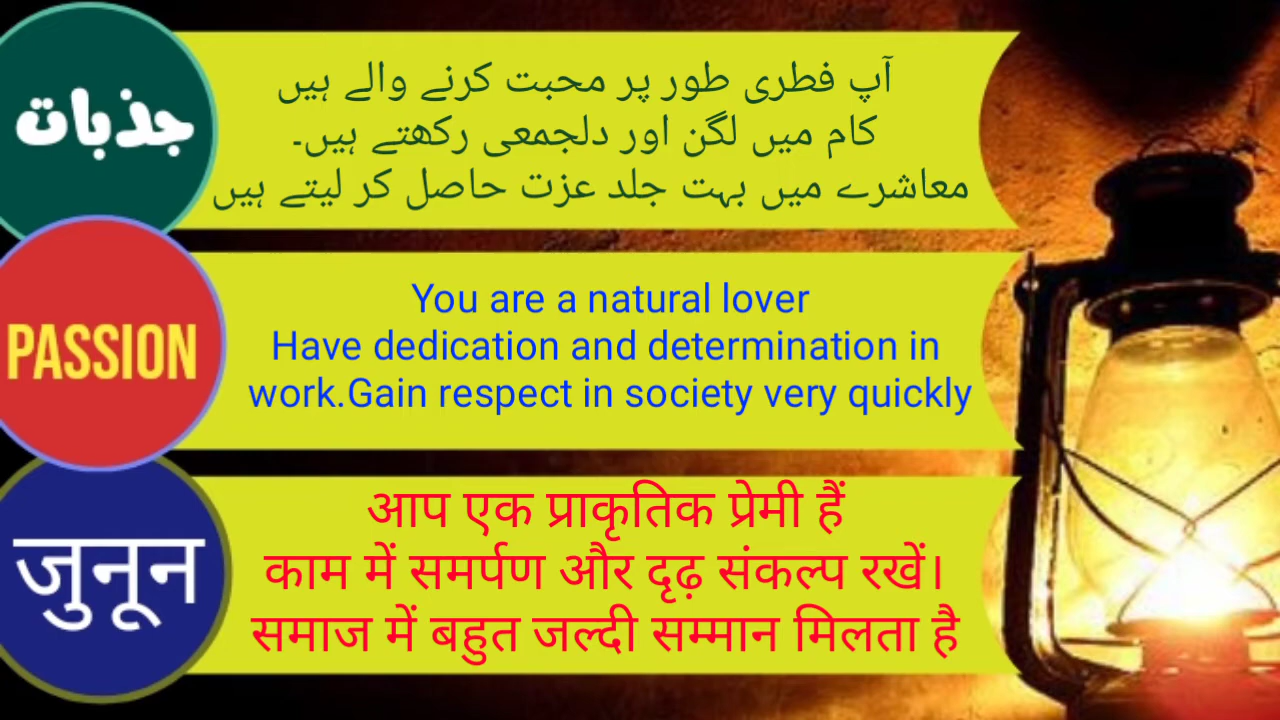 جذبات
آپ فطری طور پر محبت کرنے والے ہیں
کام میں لگن اور دلجمعی رکھتے ہیں۔
معاشرے میں بہت جلد عزت حاصل کر لیتے ہیں
PASSION
You are a natural lover
Have dedication and determination in
work.Gain respect in society very quickly
जुनून
आप एक प्राकृतिक प्रेमी हैं
काम में समर्पण और दृढ़ संकल्प रखें।
समाज में बहुत जल्दी सम्मान मिलता है